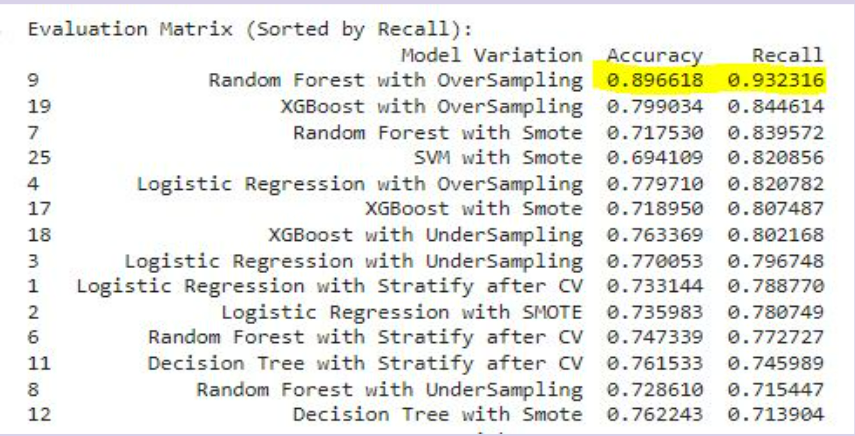 Evaluation Matrix (Sorted by Recall):
Model Variation Accuracy Recall
9 Random Forest with OverSampling 0.896618 0.932316
19 XGBoost with OverSampling 0.799034 0.844614
7 Random Forest with Smote 0.717530 0.839572
25 SVM with Smote 0.694109 0.820856
4 Logistic Regression with OverSampling 0.779710 0.820782
17 XGBoost with Smote 0.718950 0.807487
18 XGBoost with UnderSampling 0.763369 0.802168
3 Logistic Regression with UnderSampling 0.770053 0.796748
1 Logistic Regression with Stratify after CV 0.733144 0.788770
2 Logistic Regression with SMOTE 0.735983 0.780749
6 Random Forest with Stratify after CV 0.747339 0.772727
11 Decision Tree with Stratify after CV 0.761533 0.745989
8 Random Forest with UnderSampling 0.728610 0.715447
12 Decision Tree with Smote 0.762243 0.713904